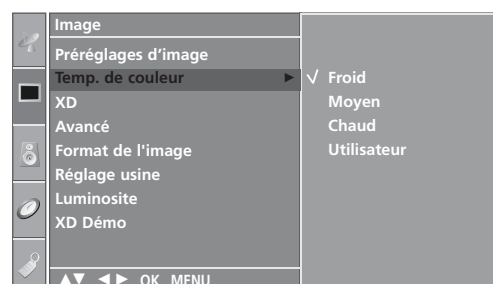 Image
Préréglages d’image
Temp. de couleur ►
XD
Avancé
Format de l'image
Réglage usine
Luminosite
XD Démo
▲▼ ◄► OK MENU
√ Froid
Moyen
Chaud
Utilisateur